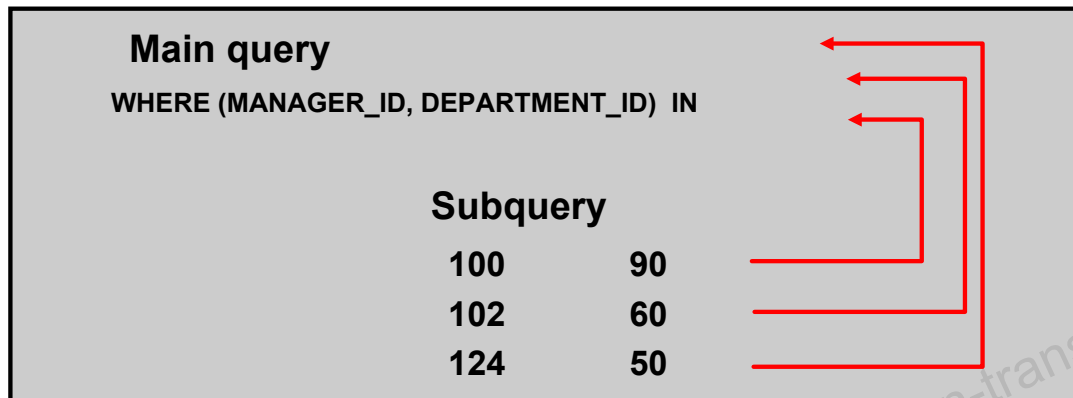 Main query
WHERE (MANAGER_ID, DEPARTMENT_ID) IN
Subquery
100 90
102 60
124 50